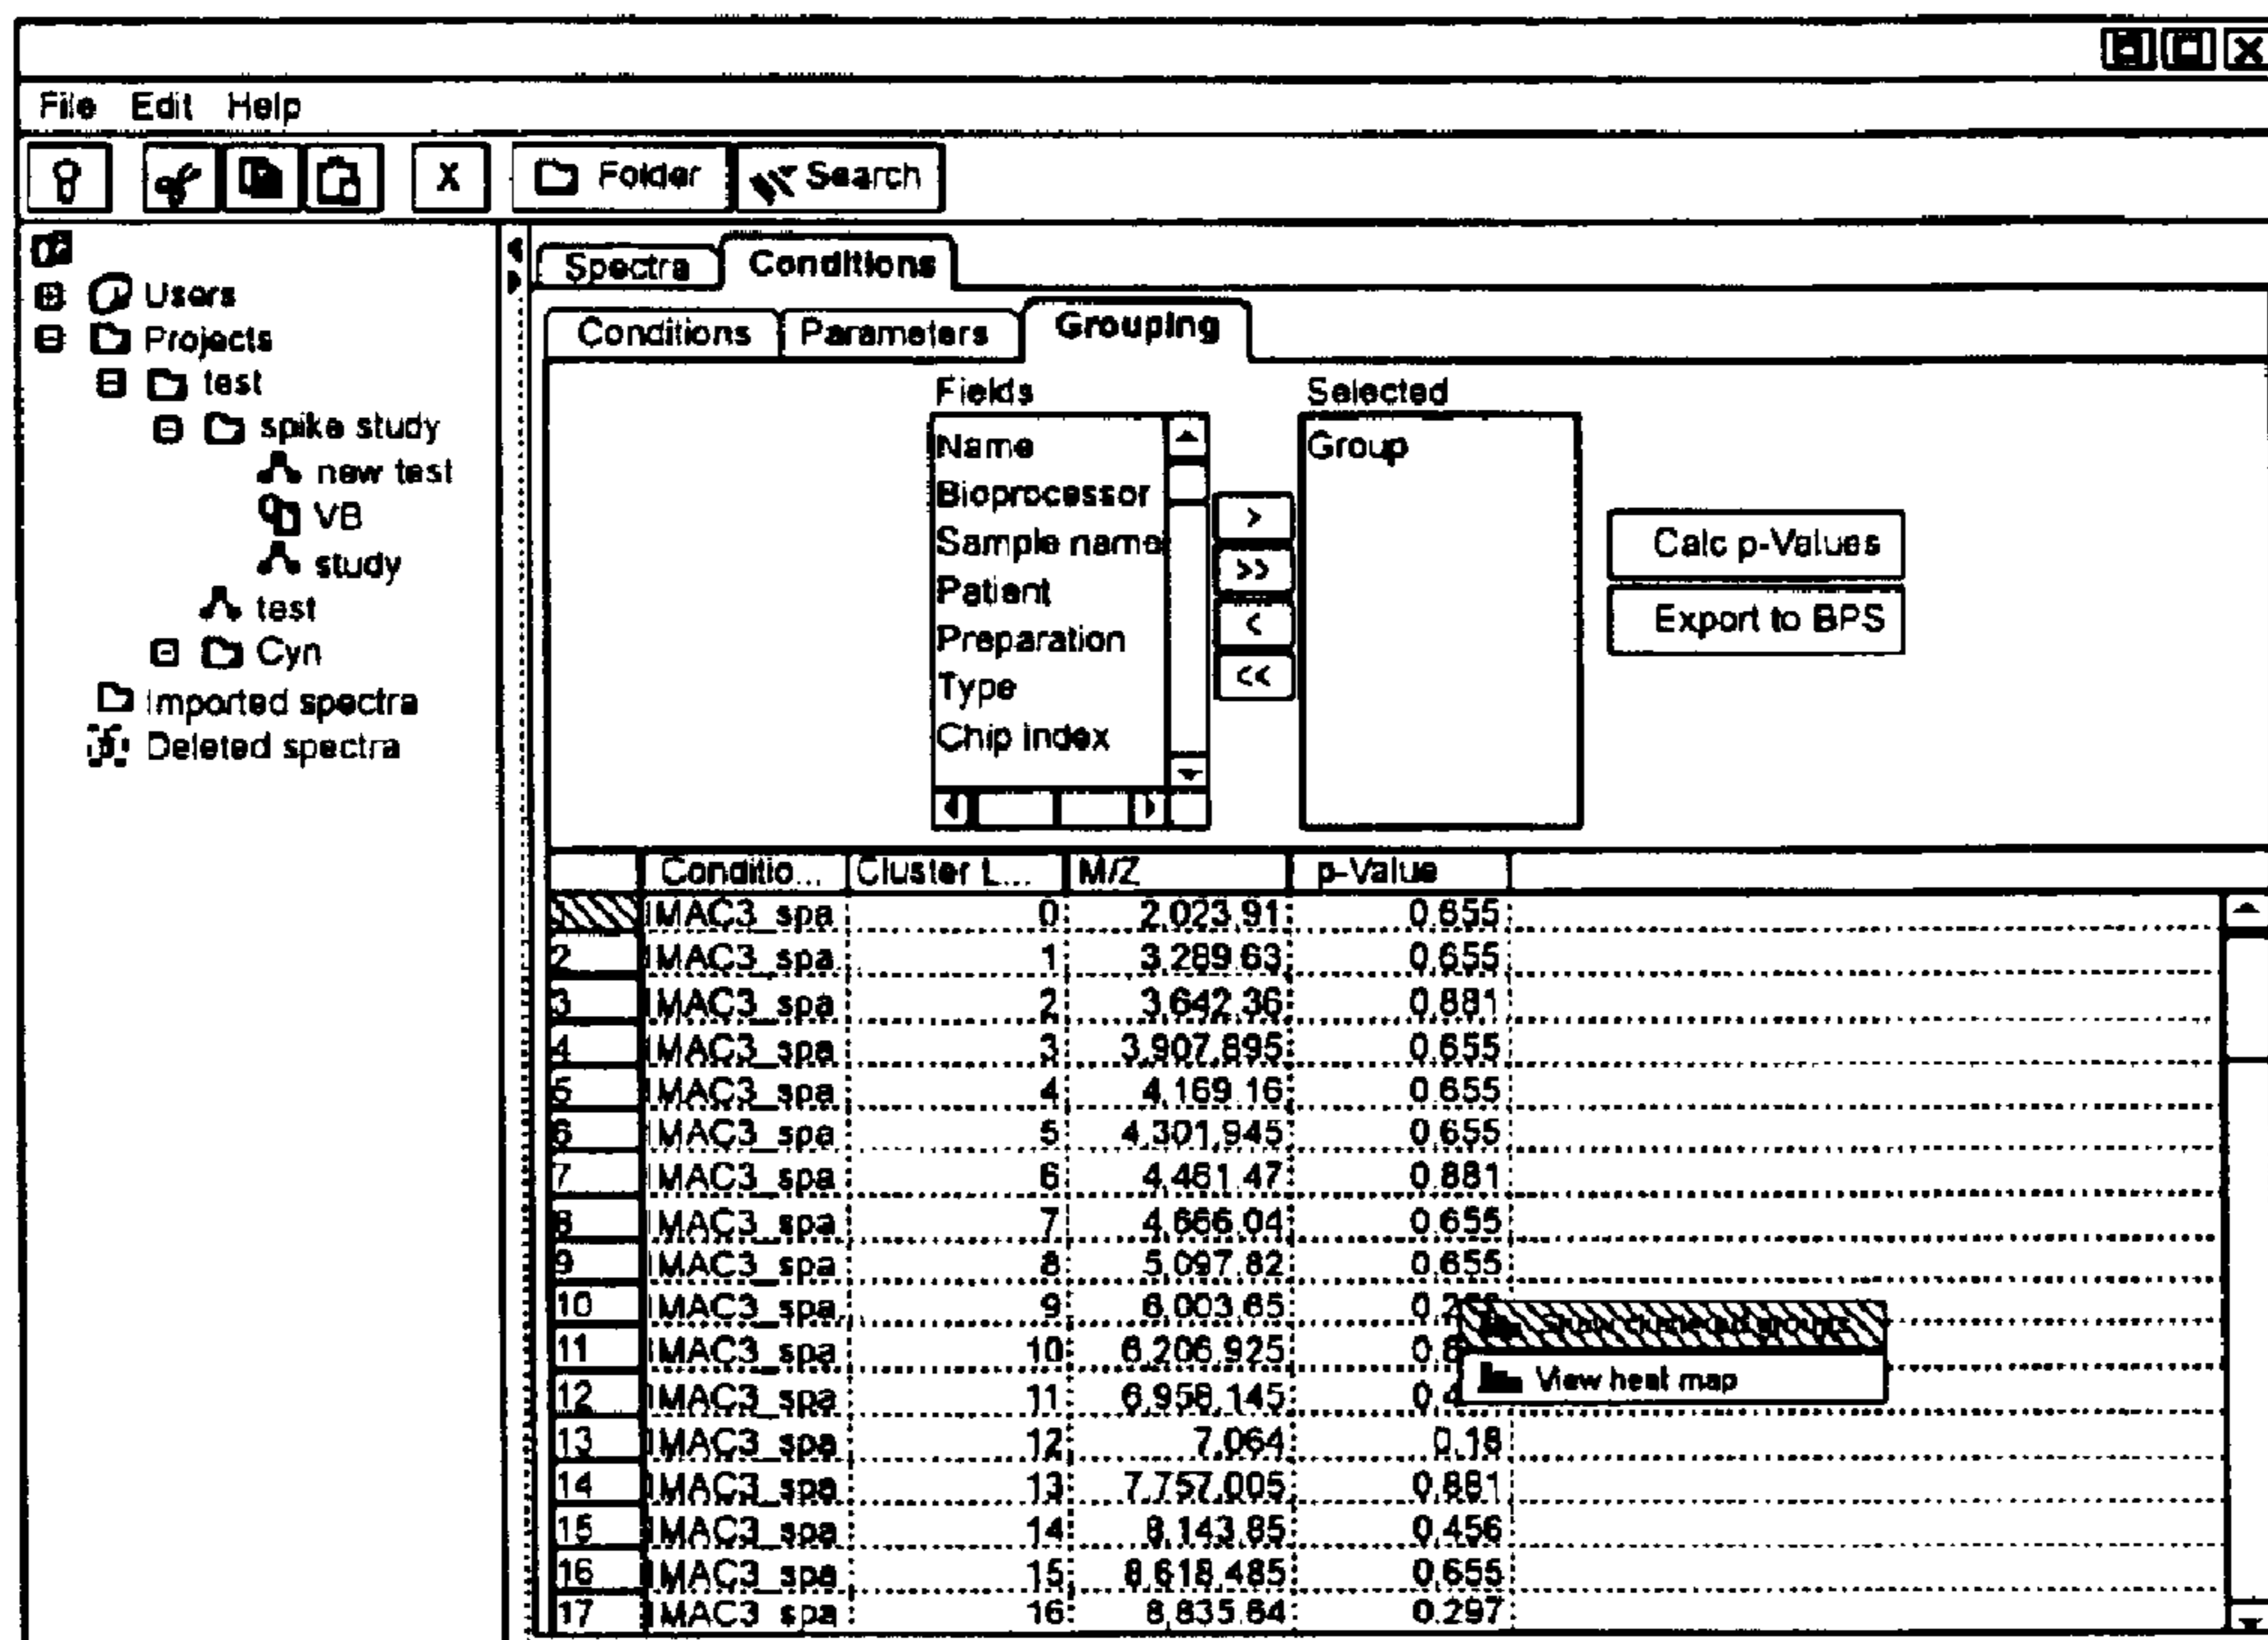 File Edit Help
X Folder Search
Users
Projects
test
spike study
new test
VB
study
test
Cyn
Imported spectra
Deleted spectra
Spectra Conditions
Conditions Parameters Grouping
Fields Selected
Name
Bioprocessor
Sample name
Patient
Preparation
Type
Chip index
Group
>
>>
<
<<
Calc p-Values
Export to BPS
Conditio... Cluster L... M/Z p-Value
IMAC3_spa 0 2,023.91 0.655
2 IMAC3_spa 1 3,289.63 0.655
3 IMAC3_spa 2 3,642.36 0.881
4 IMAC3_spa 3 3,907.895 0.655
5 IMAC3_spa 4 4,169.16 0.655
6 IMAC3_spa 5 4,301.945 0.655
7 IMAC3_spa 6 4,461.47 0.881
8 IMAC3_spa 7 4,666.04 0.655
9 IMAC3_spa 8 5,097.82 0.655
10 IMAC3_spa 9 6,003.65
11 IMAC3_spa 10 6,206.925
12 IMAC3_spa 11 6,958.145
View heat map
13 IMAC3_spa 12 7,064 0.18
14 IMAC3_spa 13 7,757.005 0.881
15 IMAC3_spa 14 8,143.85 0.456
16 IMAC3_spa 15 8,618.485 0.655
17 IMAC3_spa 16 8,835.64 0.297